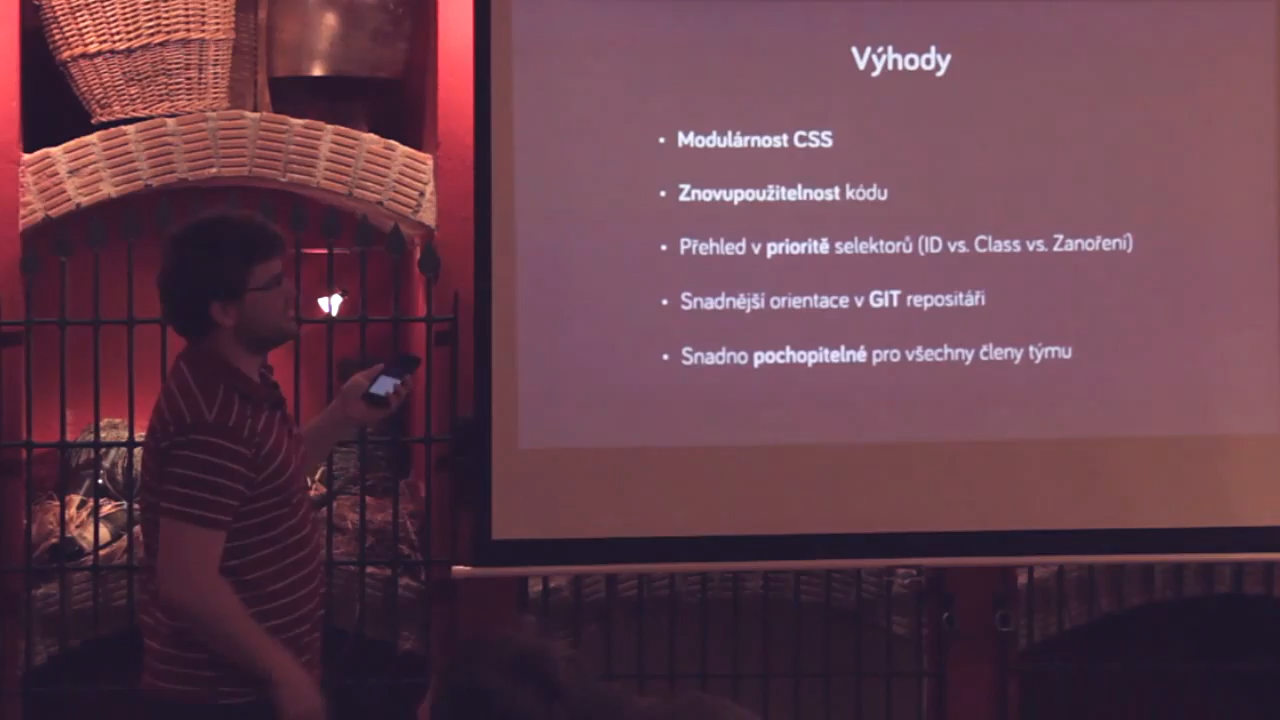 Výhody
• Modulárnost CSS
• Znovupoužitelnost kódu
• Přehled v prioritě selektorů (ID vs. Class vs. Zanoření)
• Snadnější orientace v GIT repositáři
• Snadno pochopitelné pro všechny členy týmu